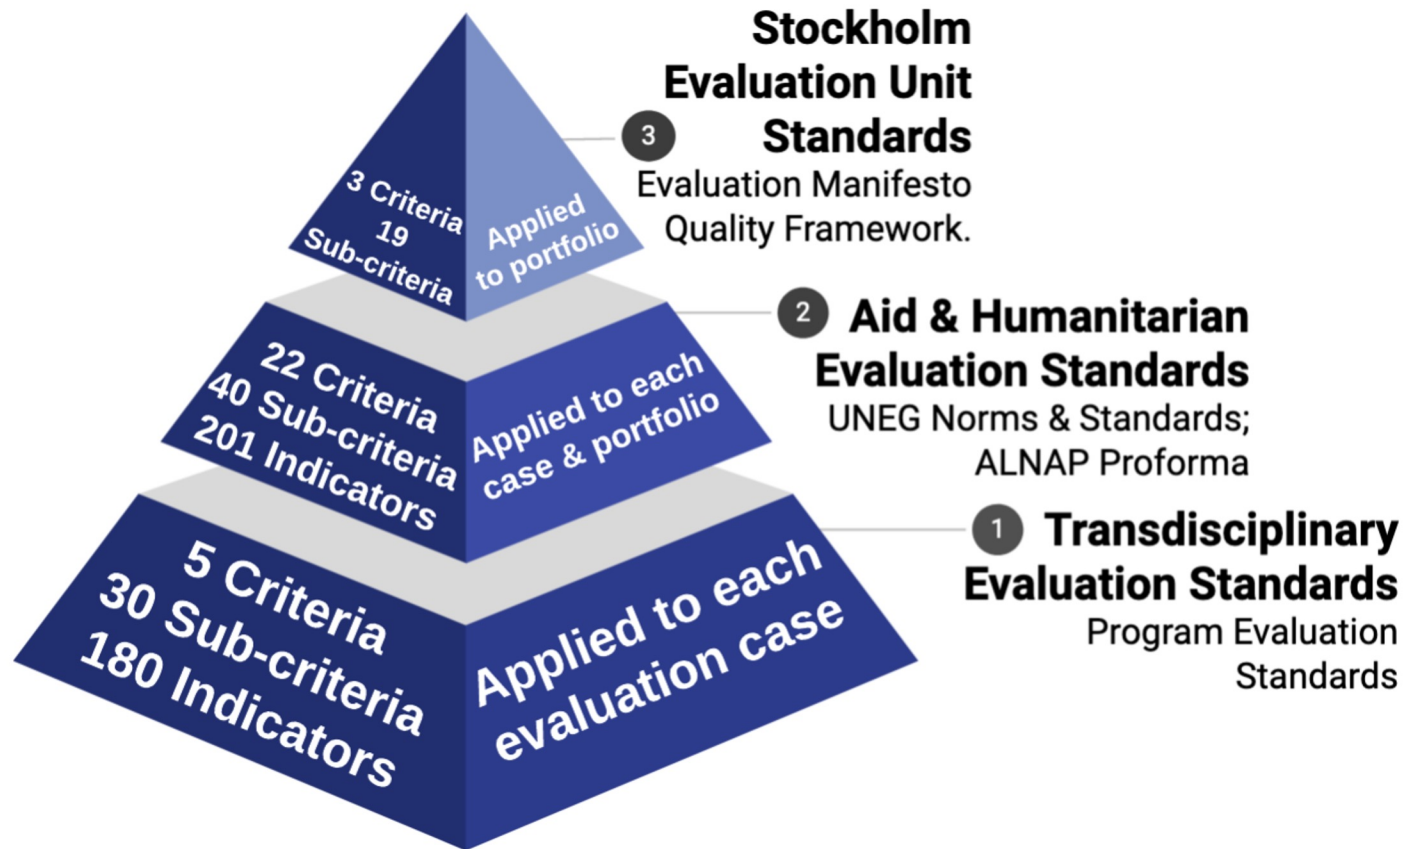 Stockholm
Evaluation Unit
Standards
3
Evaluation Manifesto
Quality Framework.
3 Criteria
19
Sub-criteria
Applied
to portfolio
2
Aid & Humanitarian
Evaluation Standards
UNEG Norms & Standards;
ALNAP Proforma
22 Criteria
40 Sub-criteria
201 Indicators
Applied to each
case & portfolio
1
Transdisciplinary
Evaluation Standards
Program Evaluation
Standards
5 Criteria
30 Sub-criteria
180 Indicators
Applied to each
evaluation case